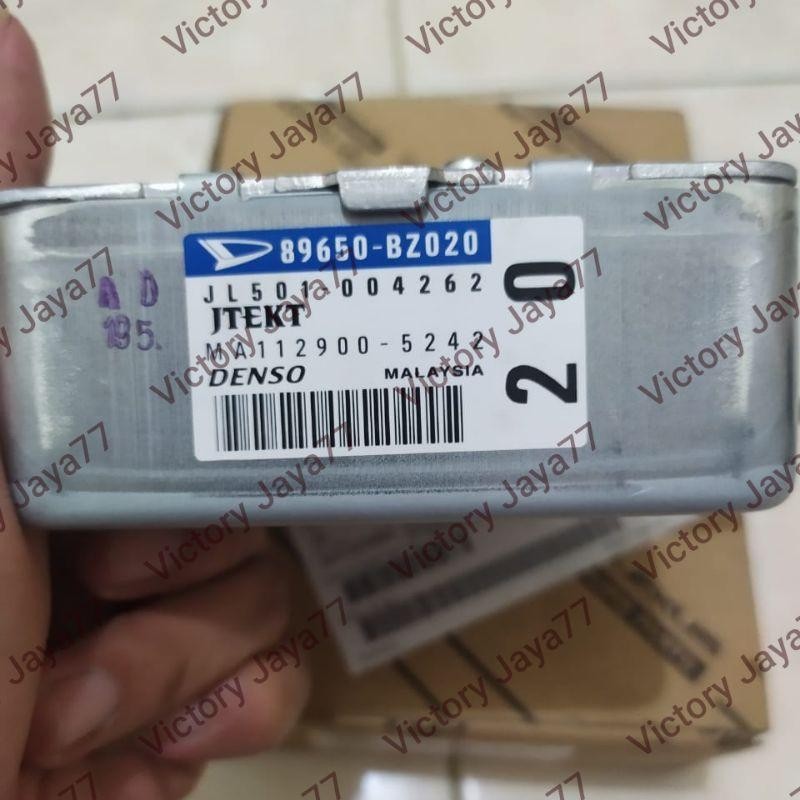 89650-BZ020
JL501-004262
JTEKT
MA112900-5242
DENSO MALAYSIA
20
A D
195.
Victory Jaya77